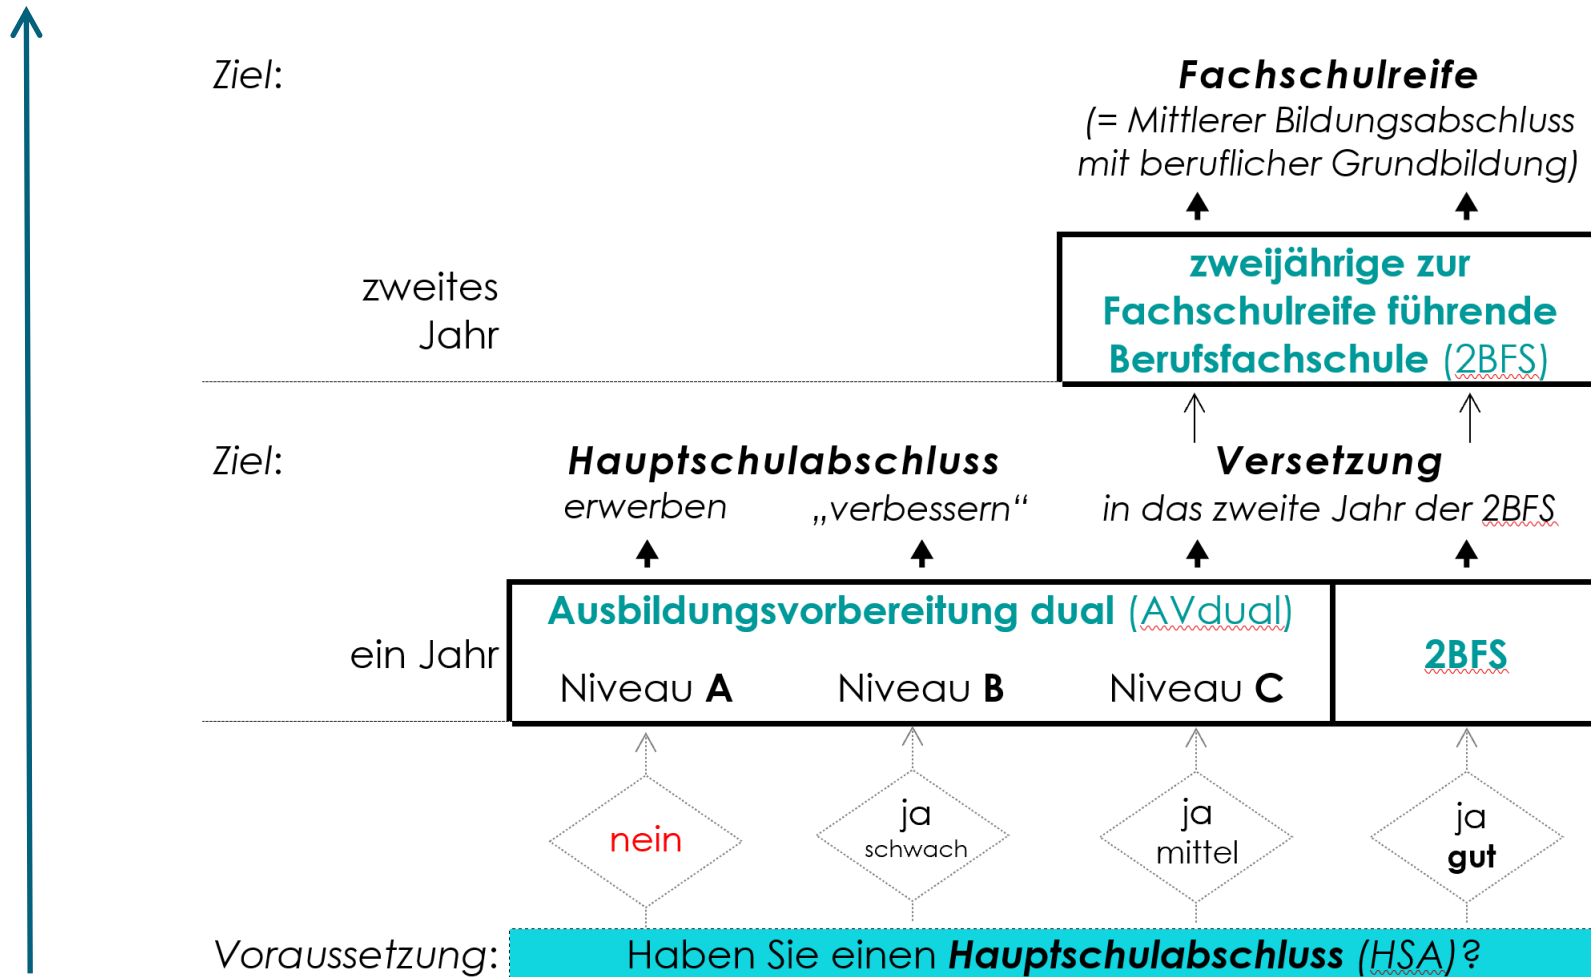 Ziel:
Fachschulreife
(= Mittlerer Bildungsabschluss
mit beruflicher Grundbildung)
zweites
Jahr
zweijährige zur
Fachschulreife führende
Berufsfachschule (2BFS)
Ziel:
Hauptschulabschluss
erwerben
„verbessern“
Versetzung
in das zweite Jahr der 2BFS
ein Jahr
Ausbildungsvorbereitung dual (AVdual)
Niveau A
Niveau B
Niveau C
2BFS
nein
ja
schwach
ja
mittel
ja
gut
Voraussetzung:
Haben Sie einen Hauptschulabschluss (HSA)?